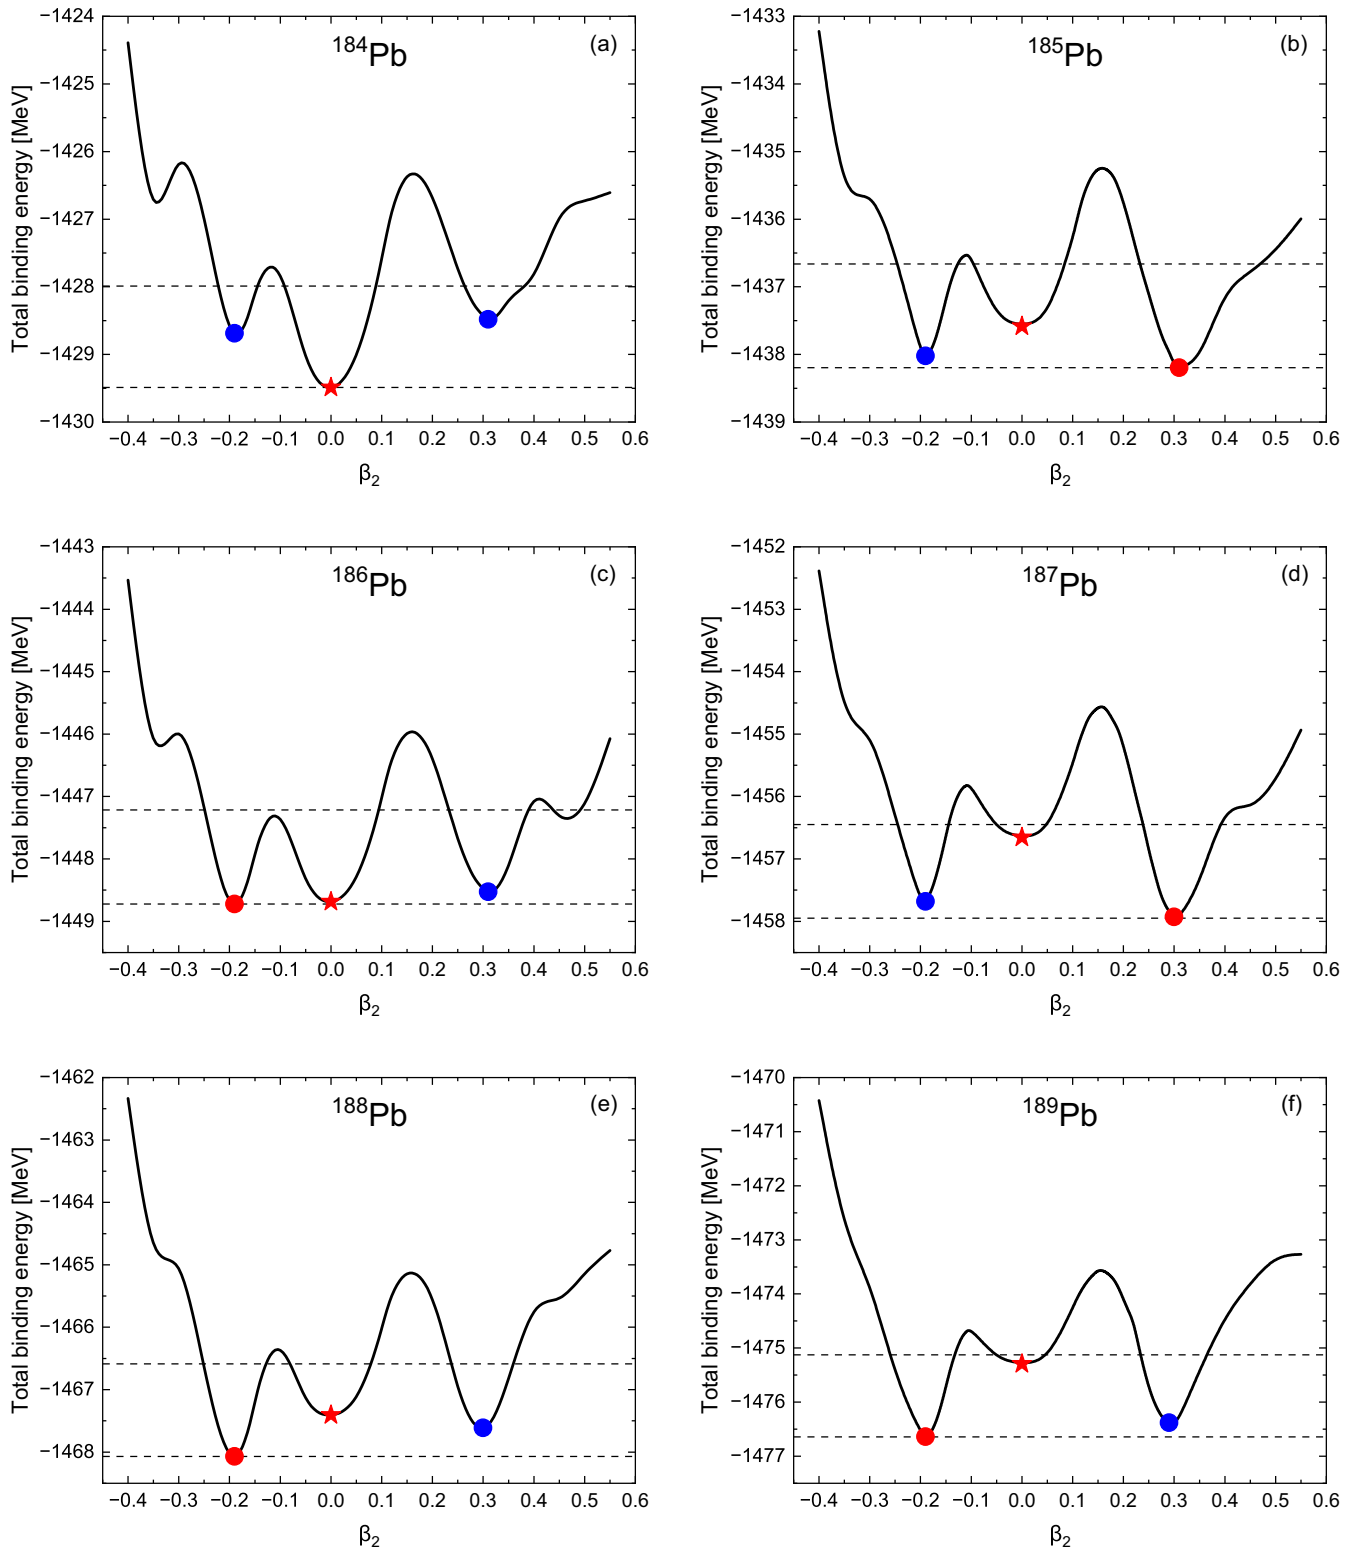 ¹⁸⁴Pb
(a)
Total binding energy [MeV]
−1424
−1425
−1426
−1427
−1428
−1429
−1430
−0.4 −0.3 −0.2 −0.1 0.0 0.1 0.2 0.3 0.4 0.5 0.6
β₂
¹⁸⁵Pb
(b)
Total binding energy [MeV]
−1433
−1434
−1435
−1436
−1437
−1438
−1439
−0.4 −0.3 −0.2 −0.1 0.0 0.1 0.2 0.3 0.4 0.5 0.6
β₂
¹⁸⁶Pb
(c)
Total binding energy [MeV]
−1443
−1444
−1445
−1446
−1447
−1448
−1449
−0.4 −0.3 −0.2 −0.1 0.0 0.1 0.2 0.3 0.4 0.5 0.6
β₂
¹⁸⁷Pb
(d)
Total binding energy [MeV]
−1452
−1453
−1454
−1455
−1456
−1457
−1458
−0.4 −0.3 −0.2 −0.1 0.0 0.1 0.2 0.3 0.4 0.5 0.6
β₂
¹⁸⁸Pb
(e)
Total binding energy [MeV]
−1462
−1463
−1464
−1465
−1466
−1467
−1468
−0.4 −0.3 −0.2 −0.1 0.0 0.1 0.2 0.3 0.4 0.5 0.6
β₂
¹⁸⁹Pb
(f)
Total binding energy [MeV]
−1470
−1471
−1472
−1473
−1474
−1475
−1476
−1477
−0.4 −0.3 −0.2 −0.1 0.0 0.1 0.2 0.3 0.4 0.5 0.6
β₂